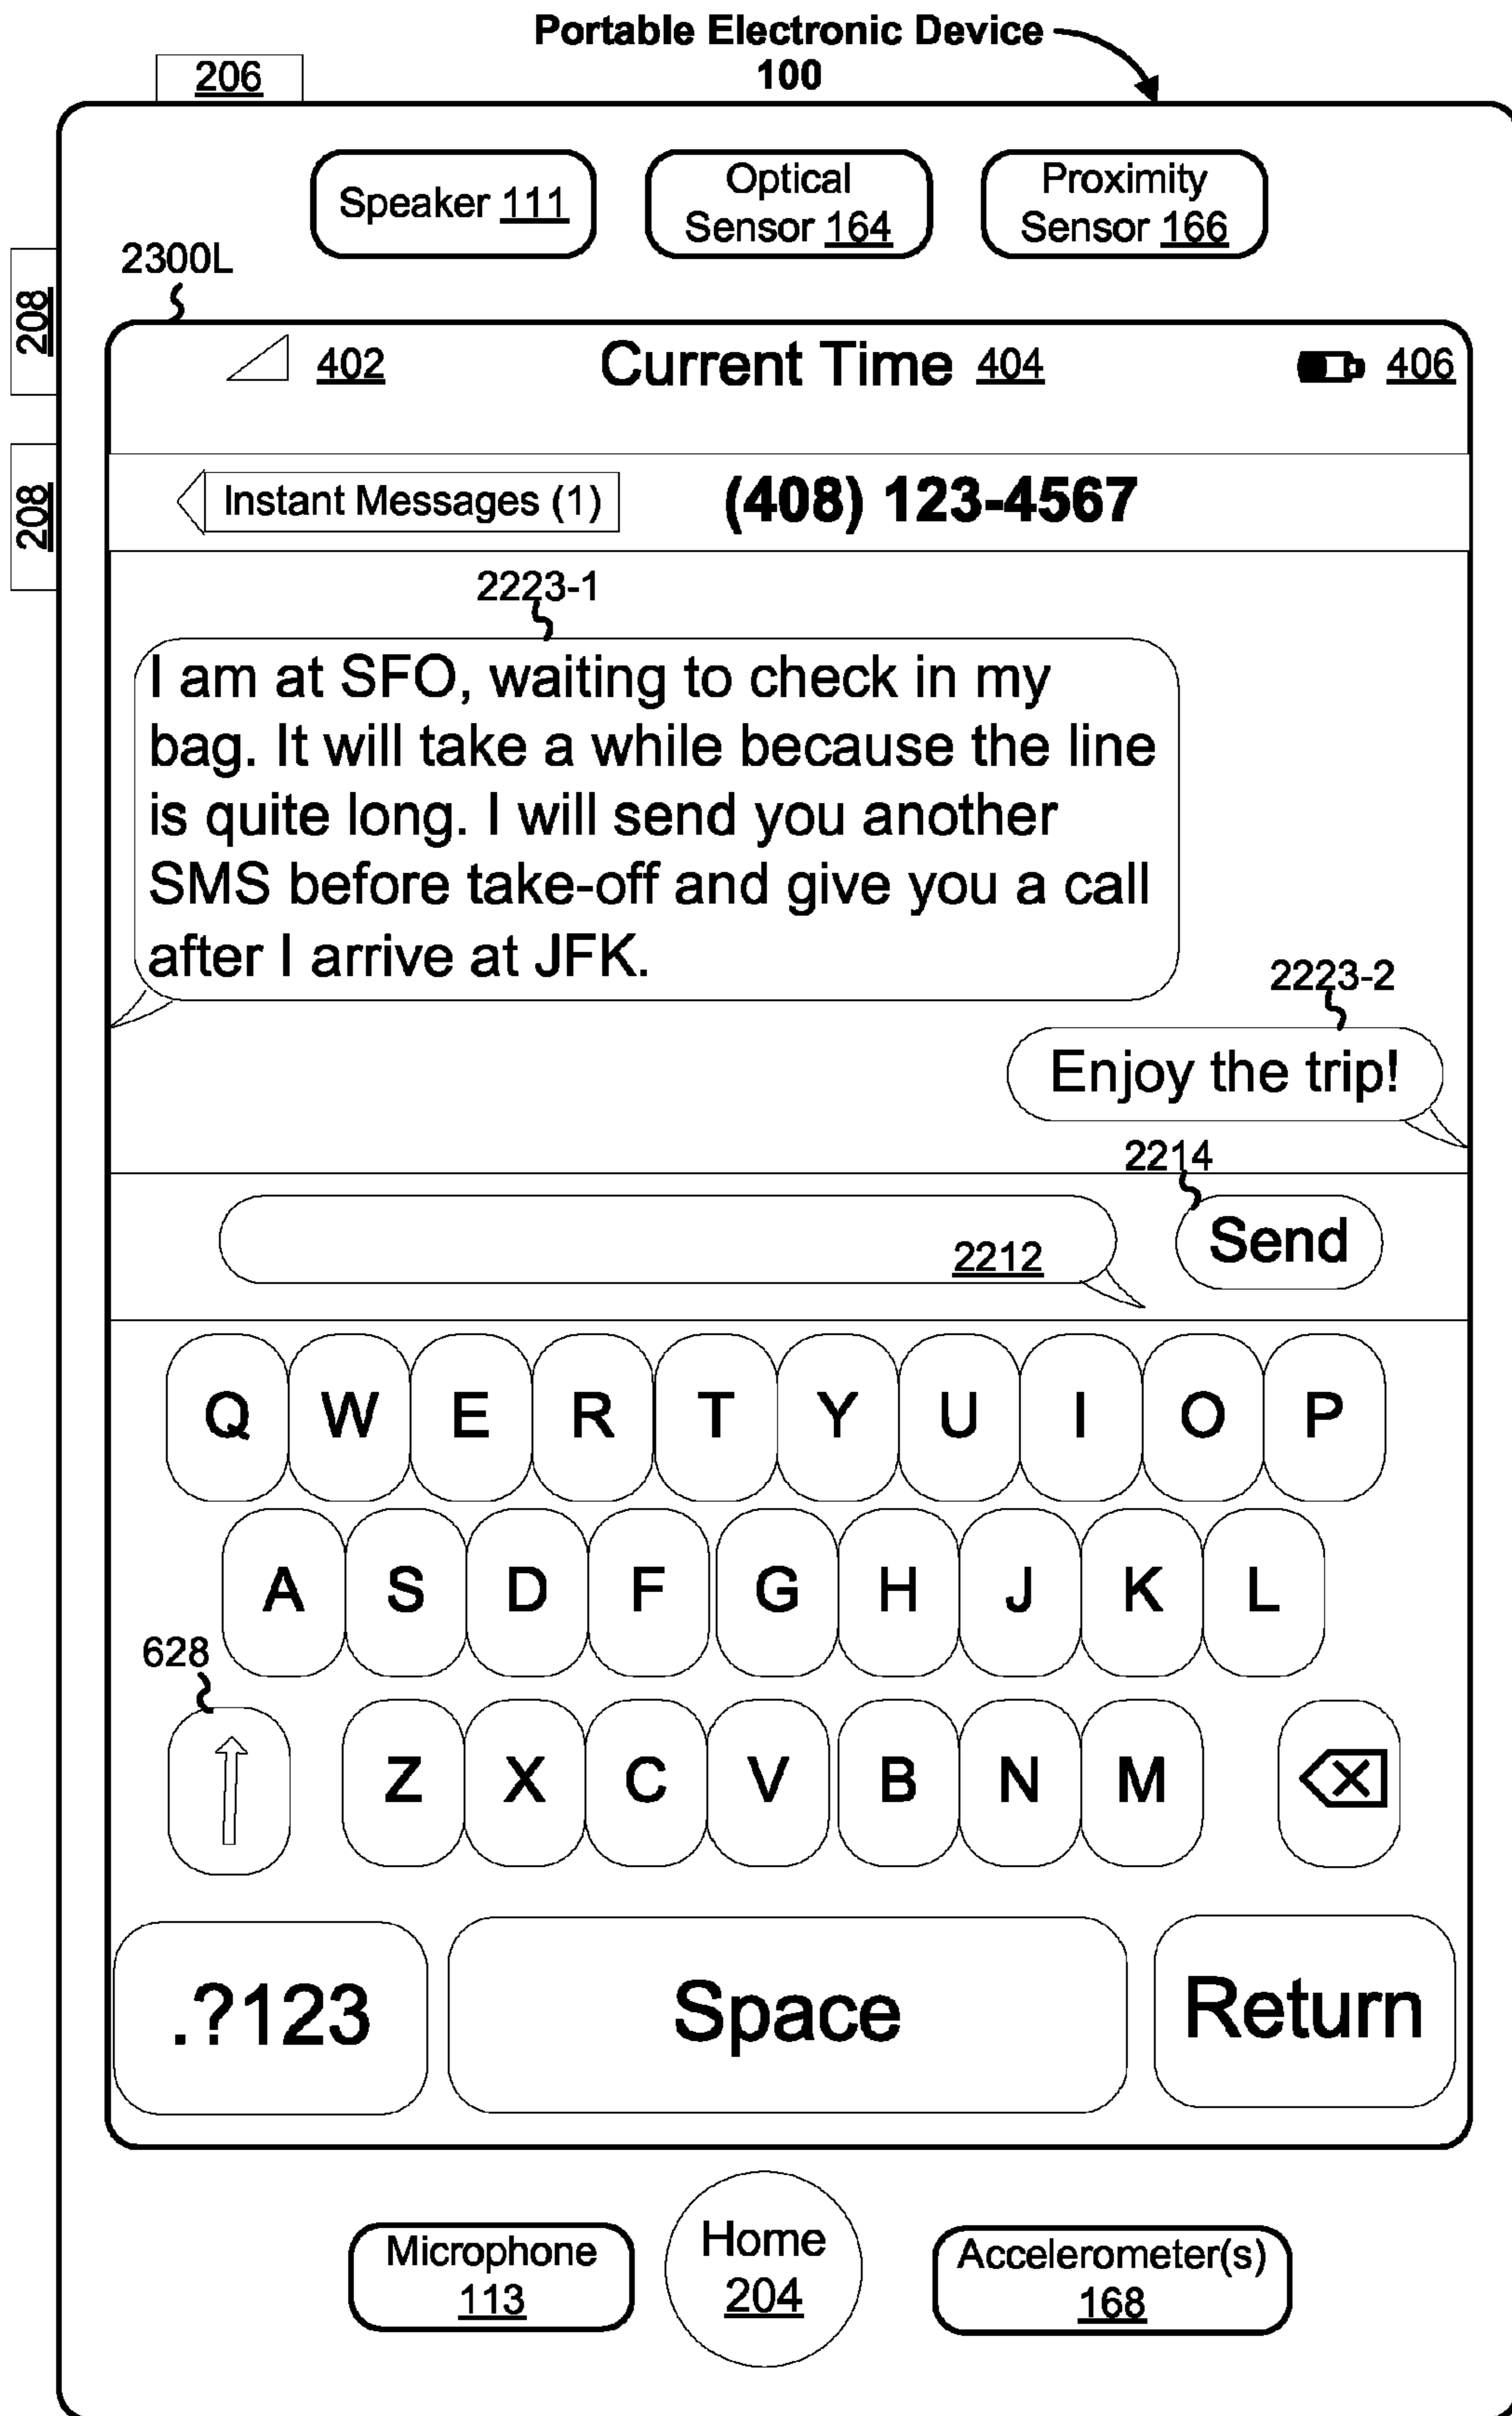 Portable Electronic Device
100
206
Speaker 111
Optical
Sensor 164
Proximity
Sensor 166
2300L
208
208
402
Current Time 404
406
Instant Messages (1)
(408) 123-4567
2223-1
I am at SFO, waiting to check in my
bag. It will take a while because the line
is quite long. I will send you another
SMS before take-off and give you a call
after I arrive at JFK.
2223-2
Enjoy the trip!
2214
2212
Send
Q W E R T Y U I O P
A S D F G H J K L
628
Z X C V B N M
.?123
Space
Return
Microphone
113
Home
204
Accelerometer(s)
168